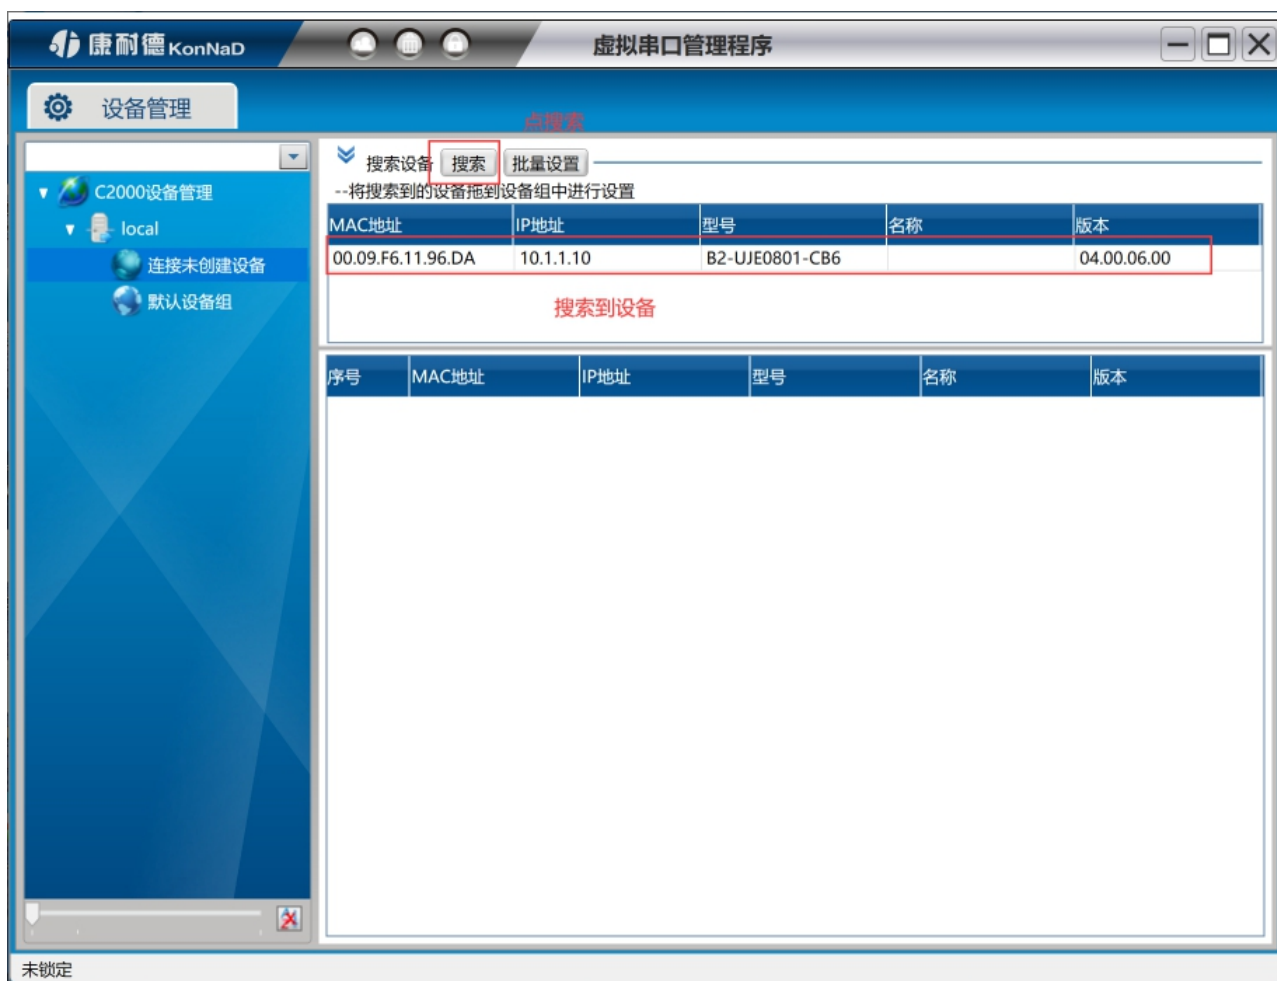 康耐德 KonNaD
虚拟串口管理程序
设备管理
点搜索
搜索设备 搜索 批量设置
--将搜索到的设备拖到设备组中进行设置
C2000设备管理
local
连接未创建设备
默认设备组
MAC地址 IP地址 型号 名称 版本
00.09.F6.11.96.DA 10.1.1.10 B2-UJE0801-CB6 04.00.06.00
搜索到设备
序号 MAC地址 IP地址 型号 名称 版本
未锁定